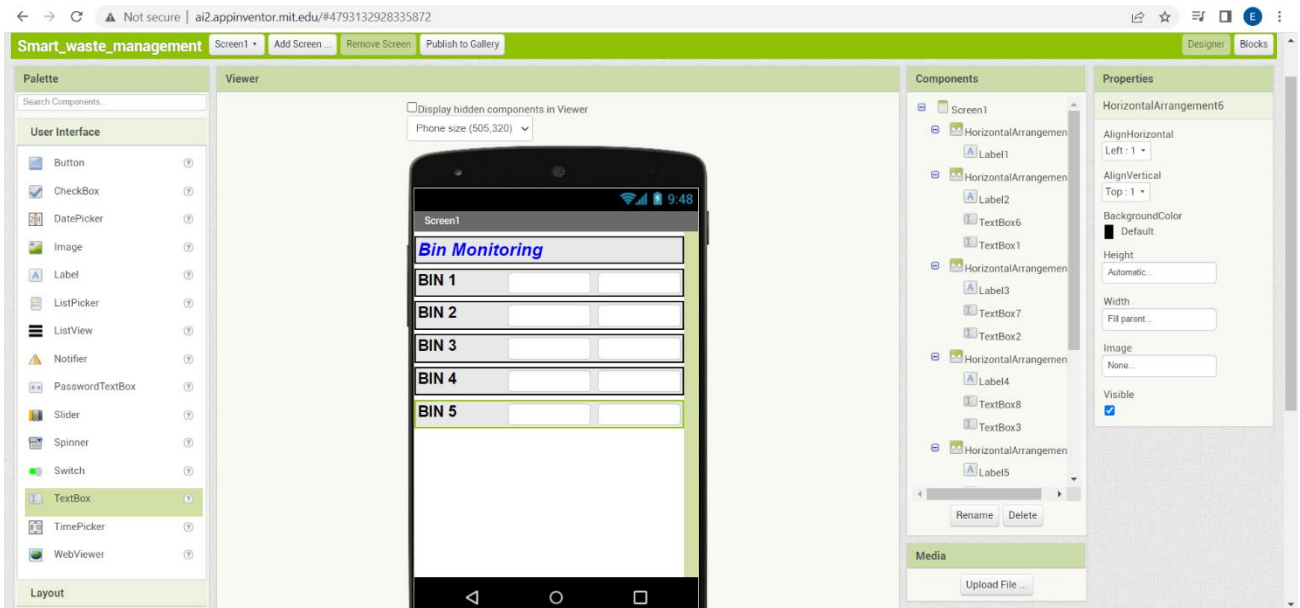 Not secure | ai2.appinventor.mit.edu/#4793132928335872
E
Smart_waste_management Screen1 Add Screen ... Remove Screen Publish to Gallery Designer Blocks
Palette
Search Components...
User Interface
Button
CheckBox
DatePicker
Image
Label
ListPicker
ListView
Notifier
PasswordTextBox
Slider
Spinner
Switch
TextBox
TimePicker
WebViewer
Layout
Viewer
Display hidden components in Viewer
Phone size (505,320)
9:48
Screen1
Bin Monitoring
BIN 1
BIN 2
BIN 3
BIN 4
BIN 5
Components
Screen1
HorizontalArrangemen
Label1
HorizontalArrangemen
Label2
TextBox6
TextBox1
HorizontalArrangemen
Label3
TextBox7
TextBox2
HorizontalArrangemen
Label4
TextBox8
TextBox3
HorizontalArrangemen
Label5
Rename Delete
Media
Upload File ...
Properties
HorizontalArrangement6
AlignHorizontal
Left : 1
AlignVertical
Top : 1
BackgroundColor
Default
Height
Automatic...
Width
Fill parent...
Image
None...
Visible